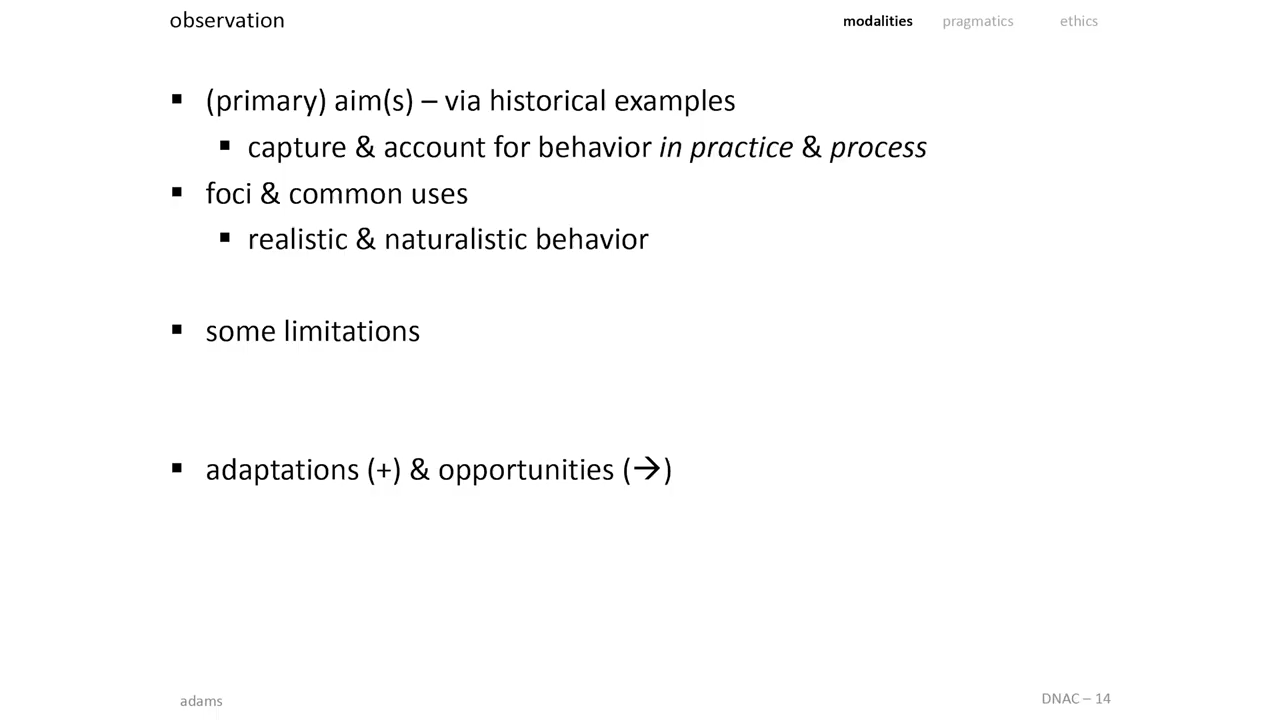 observation
modalities pragmatics ethics
▪ (primary) aim(s) – via historical examples
▪ capture & account for behavior in practice & process
▪ foci & common uses
▪ realistic & naturalistic behavior
▪ some limitations
▪ adaptations (+) & opportunities (→)
adams
DNAC – 14